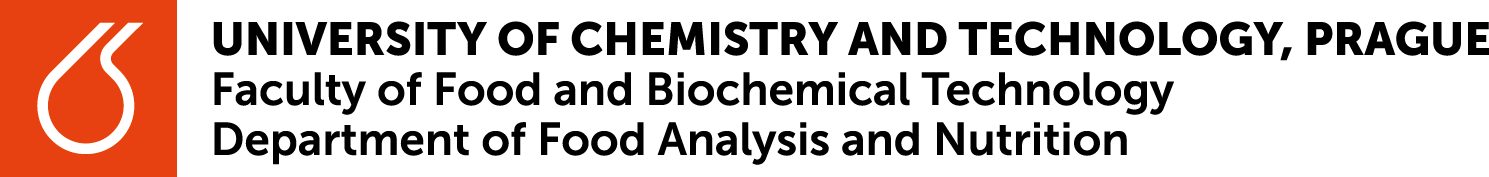 UNIVERSITY OF CHEMISTRY AND TECHNOLOGY, PRAGUE
Faculty of Food and Biochemical Technology
Department of Food Analysis and Nutrition